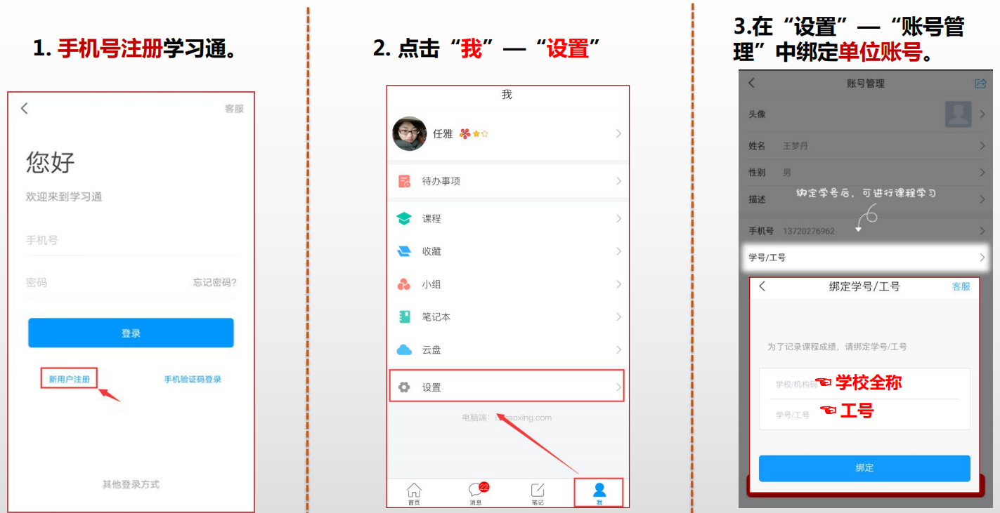 1. 手机号注册学习通。
客服
您好
欢迎来到学习通
手机号
密码
忘记密码?
登录
新用户注册
手机验证码登录
其他登录方式
2. 点击“我”—“设置”
我
任雅
待办事项
课程
收藏
小组
笔记本
云盘
设置
电脑端:
aoxing.com
22
首页
消息
笔记
我
3.在“设置”—“账号管
理”中绑定单位账号。
账号管理
头像
姓名 王梦丹
性别 男
描述
绑定学号后，可进行课程学习
手机号 13720276962
学号/工号
绑定学号/工号
客服
为了记录课程成绩，请绑定学号/工号
学校/机构码
学校全称
学号/工号
工号
绑定